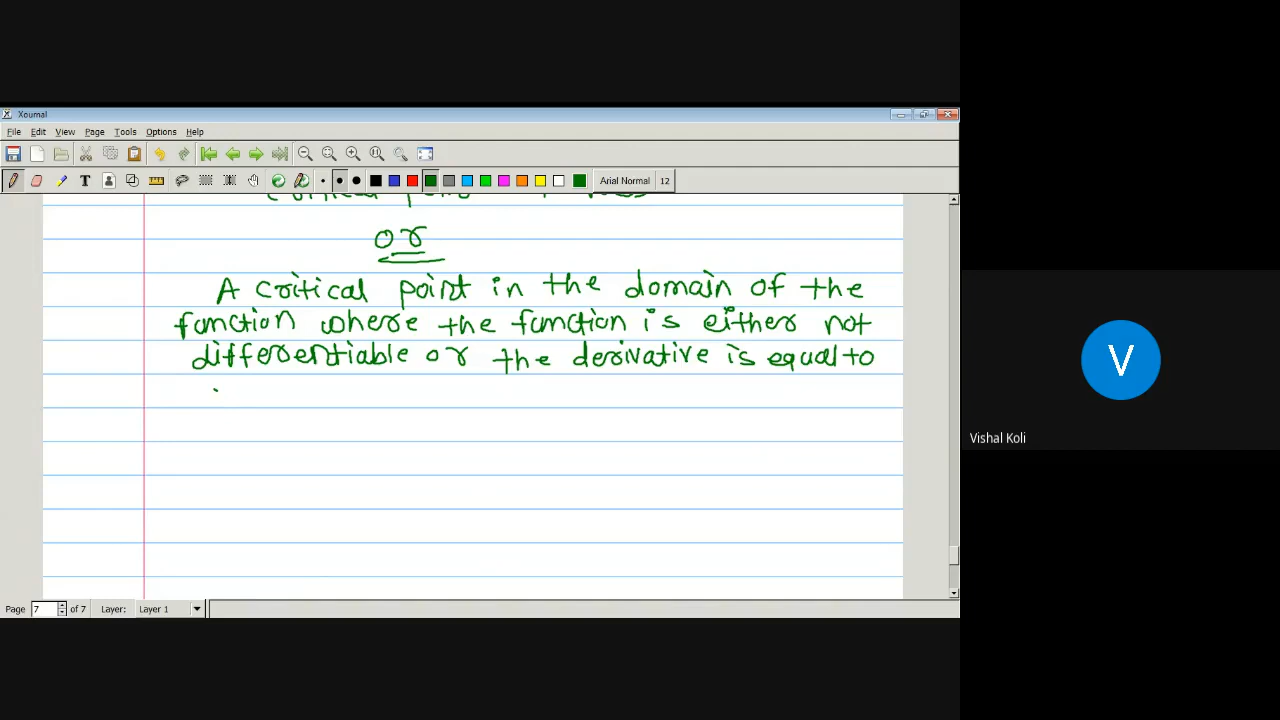 Xournal
File Edit View Page Tools Options Help
Arial Normal 12
or
A critical point in the domain of the
function where the function is either not
differentiable or the derivative is equal to
Page 7 of 7 Layer: Layer 1
V
Vishal Koli